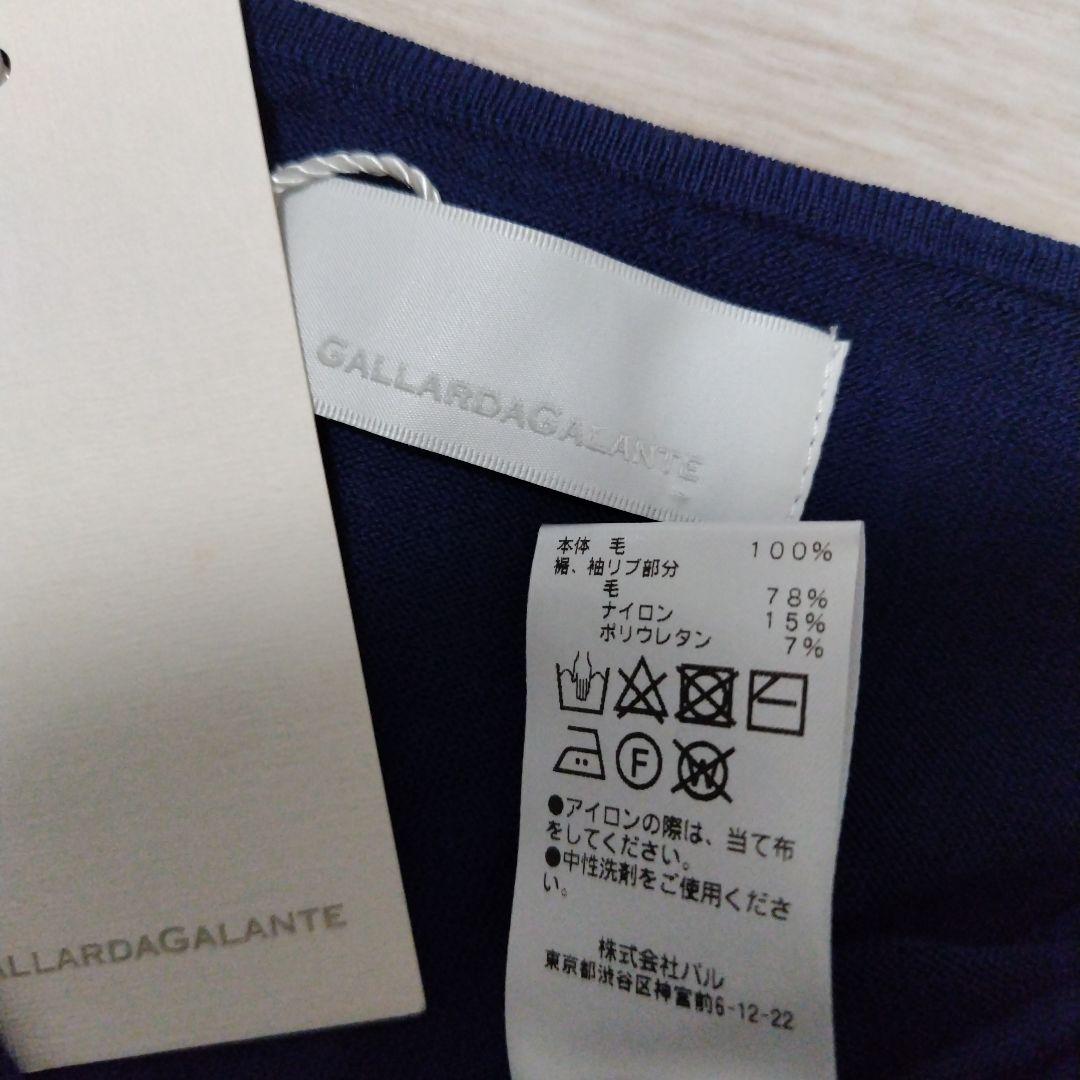 GALLARDAGALANTE
本体 毛 100%
裾、袖リブ部分
毛 78%
ナイロン 15%
ポリウレタン 7%
F
W
●アイロンの際は、当て布
をしてください。
●中性洗剤をご使用くださ
い。
株式会社パル
東京都渋谷区神宮前6-12-22
ALLARDAGALANTE